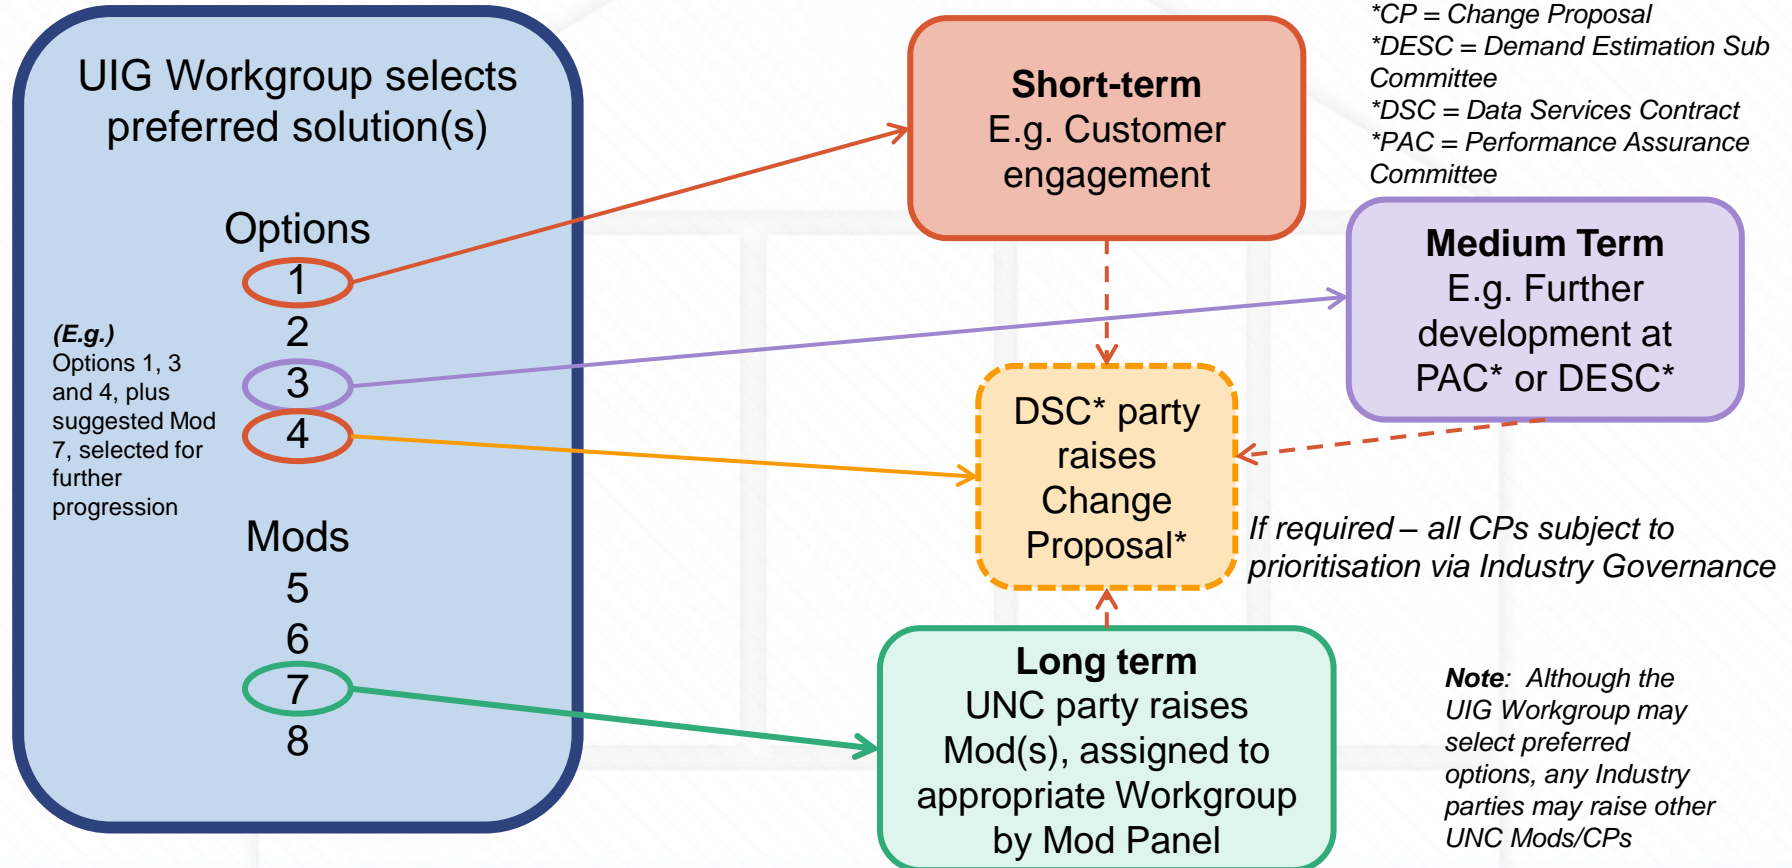 UIG Workgroup selects
preferred solution(s)
Options
1
2
3
4
(E.g.)
Options 1, 3
and 4, plus
suggested Mod
7, selected for
further
progression
Mods
5
6
7
8
Short-term
E.g. Customer
engagement
*CP = Change Proposal
*DESC = Demand Estimation Sub
Committee
*DSC = Data Services Contract
*PAC = Performance Assurance
Committee
Medium Term
E.g. Further
development at
PAC* or DESC*
DSC* party
raises
Change
Proposal*
If required – all CPs subject to
prioritisation via Industry Governance
Long term
UNC party raises
Mod(s), assigned to
appropriate Workgroup
by Mod Panel
Note:  Although the
UIG Workgroup may
select preferred
options, any Industry
parties may raise other
UNC Mods/CPs